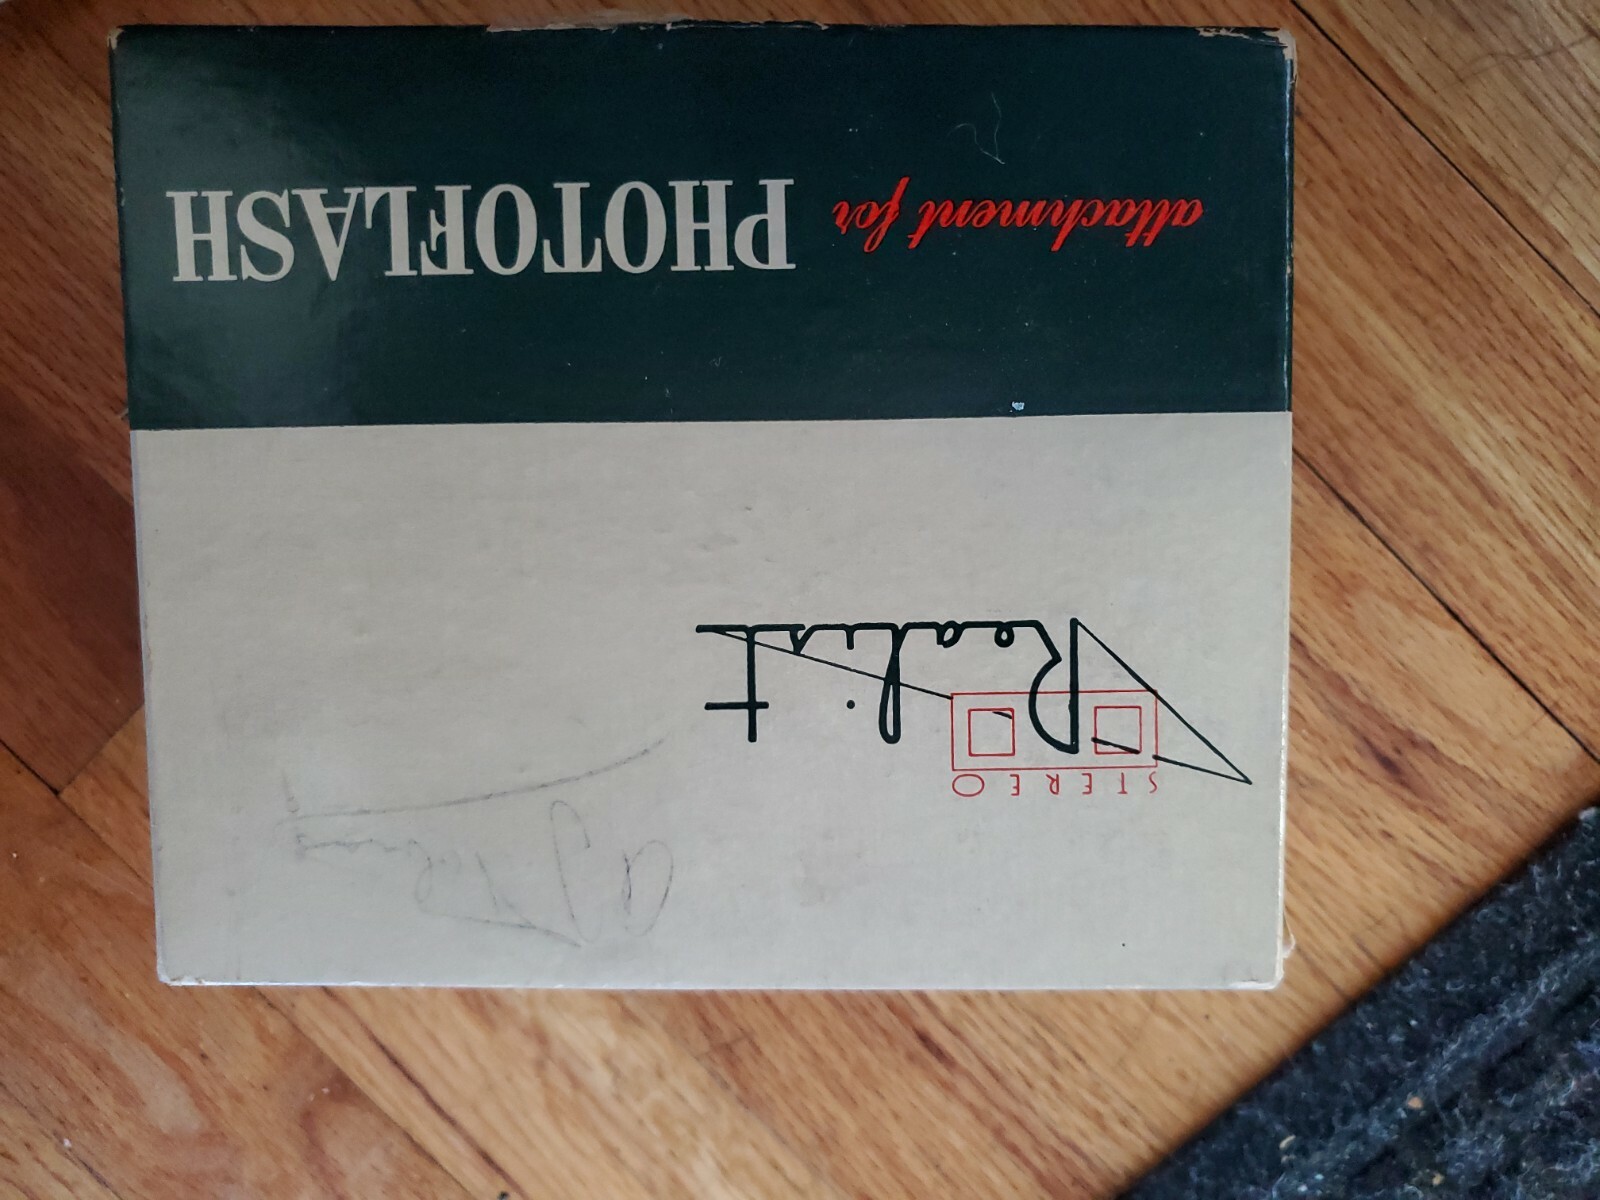 STEREO
Realist
attachment for PHOTOFLASH